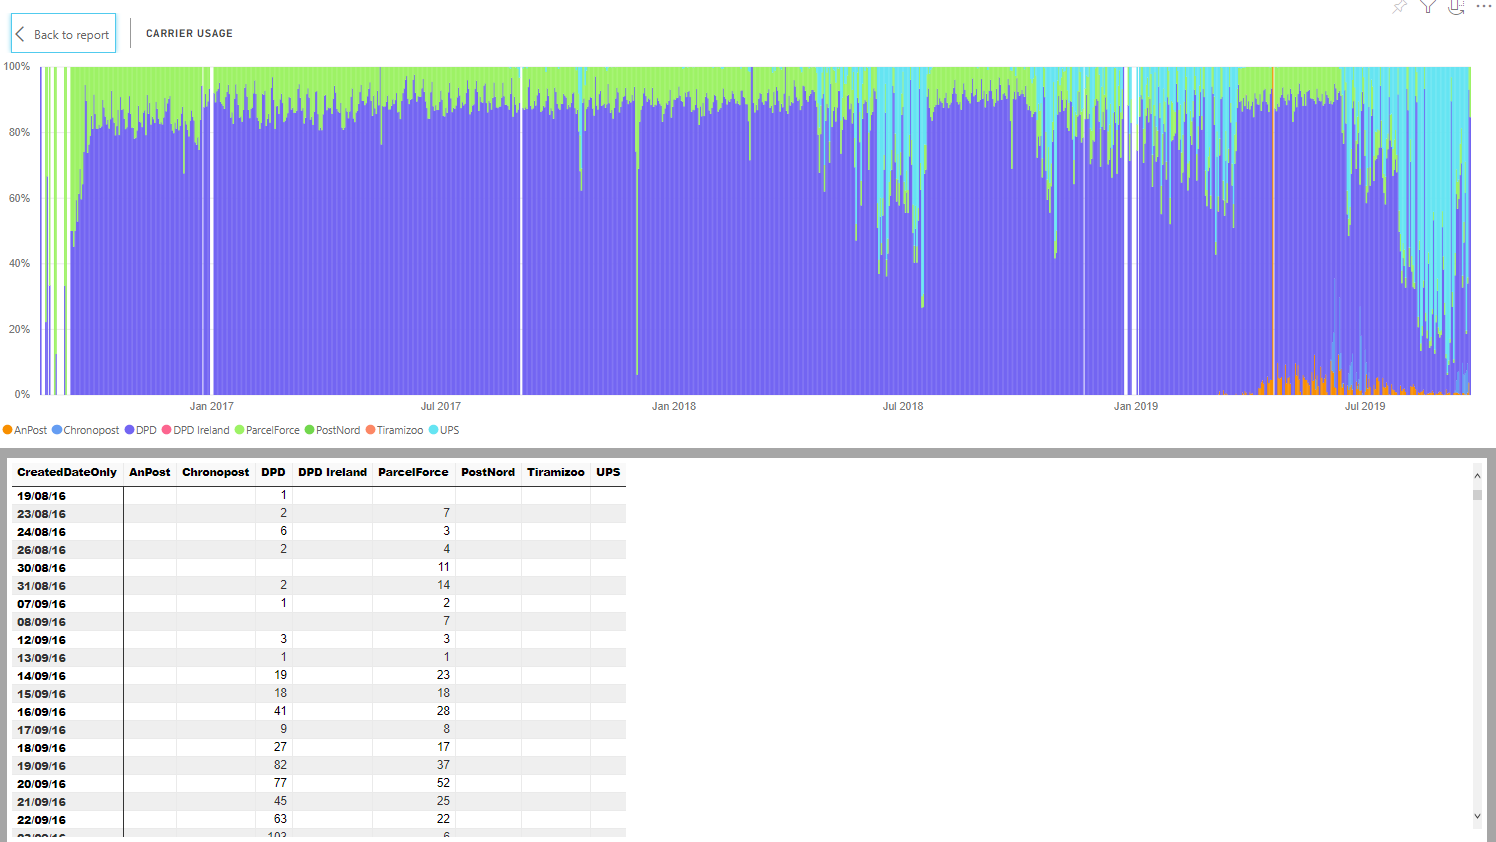 Back to report CARRIER USAGE
100%
80%
60%
40%
20%
0%
Jan 2017 Jul 2017 Jan 2018 Jul 2018 Jan 2019 Jul 2019
AnPost Chronopost DPD DPD Ireland ParcelForce PostNord Tiramizoo UPS
CreatedDateOnly AnPost Chronopost DPD DPD Ireland ParcelForce PostNord Tiramizoo UPS
19/08/16 1
23/08/16 2 7
24/08/16 6 3
26/08/16 2 4
30/08/16 11
31/08/16 2 14
07/09/16 1 2
08/09/16 7
12/09/16 3 3
13/09/16 1 1
14/09/16 19 23
15/09/16 18 18
16/09/16 41 28
17/09/16 9 8
18/09/16 27 17
19/09/16 82 37
20/09/16 77 52
21/09/16 45 25
22/09/16 63 22